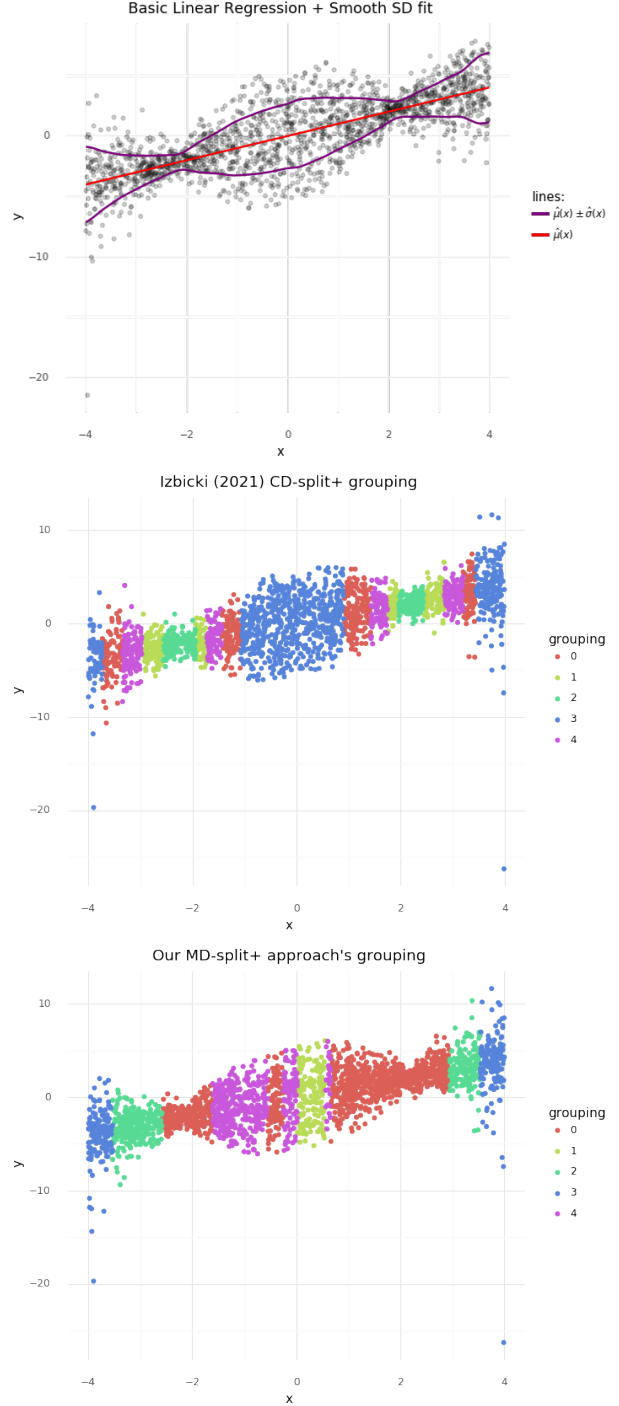 Basic Linear Regression + Smooth SD fit
0
−10
−20
y
−4
−2
0
2
4
x
lines:
μ̂(x) ± σ̂(x)
μ̂(x)
Izbicki (2021) CD-split+ grouping
10
0
−10
−20
y
−4
−2
0
2
4
x
grouping
0
1
2
3
4
Our MD-split+ approach's grouping
10
0
−10
−20
y
−4
−2
0
2
4
x
grouping
0
1
2
3
4